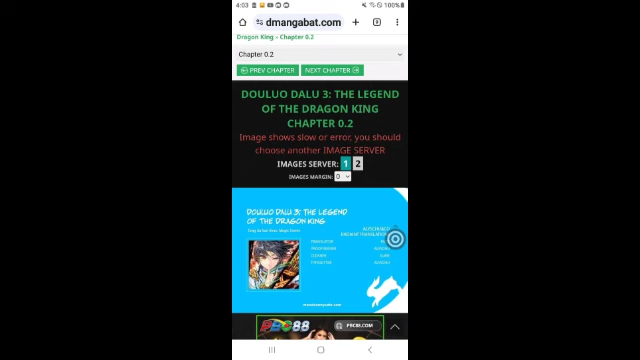 4:03
100%
dmangabat.com
Dragon King » Chapter 0.2
Chapter 0.2
PREV CHAPTER
NEXT CHAPTER
DOULUO DALU 3: THE LEGEND
OF THE DRAGON KING
CHAPTER 0.2
Image shows slow or error, you should
choose another IMAGE SERVER
IMAGES SERVER: 1 2
IMAGES MARGIN: 0
DOULUO DALU 3: THE LEGEND
OF THE DRAGON KING
PSC88.COM